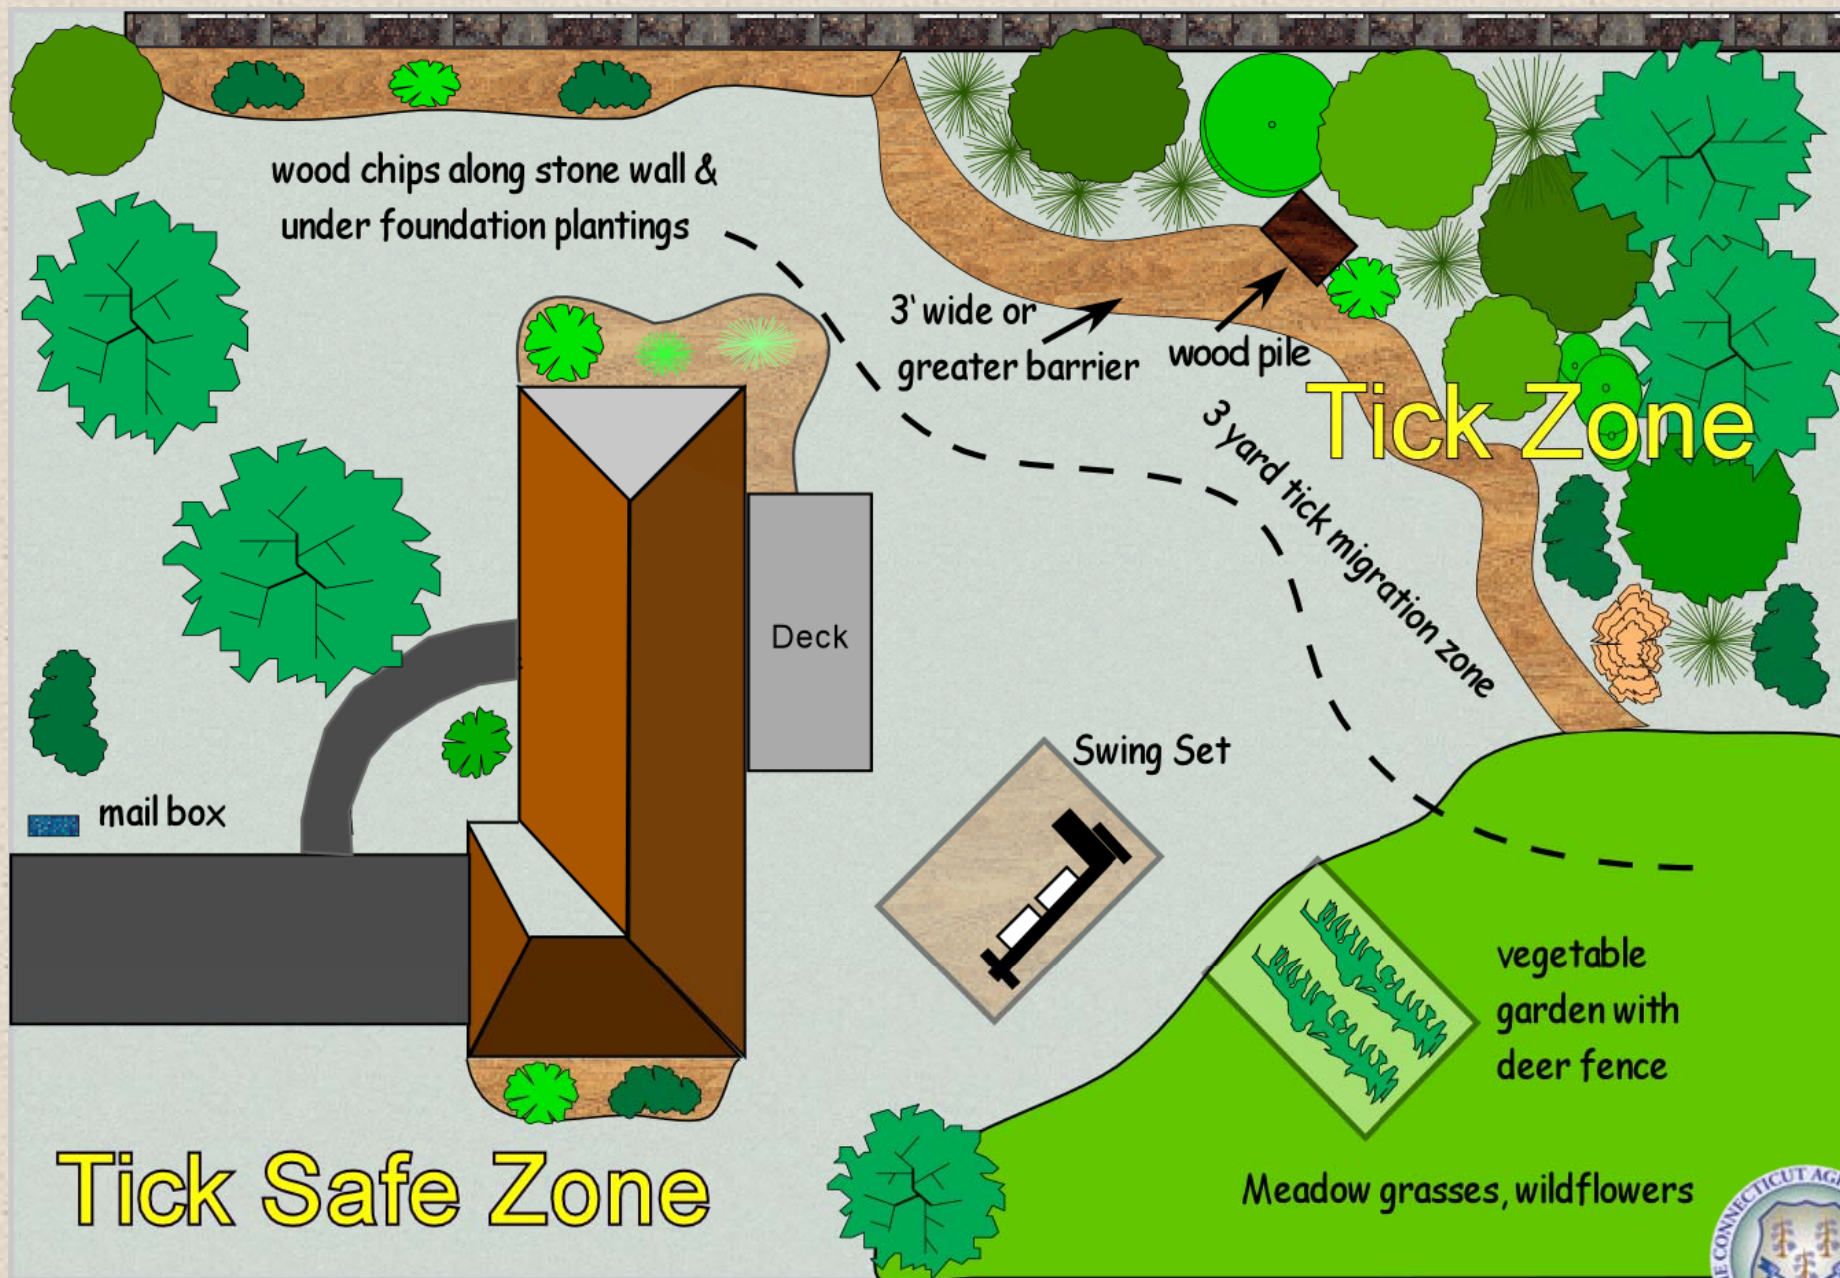 wood chips along stone wall &
under foundation plantings
3' wide or
greater barrier
wood pile
Tick Zone
3 yard tick migration zone
Deck
Swing Set
mail box
vegetable
garden with
deer fence
Tick Safe Zone
Meadow grasses, wildflowers
CONNECTICUT